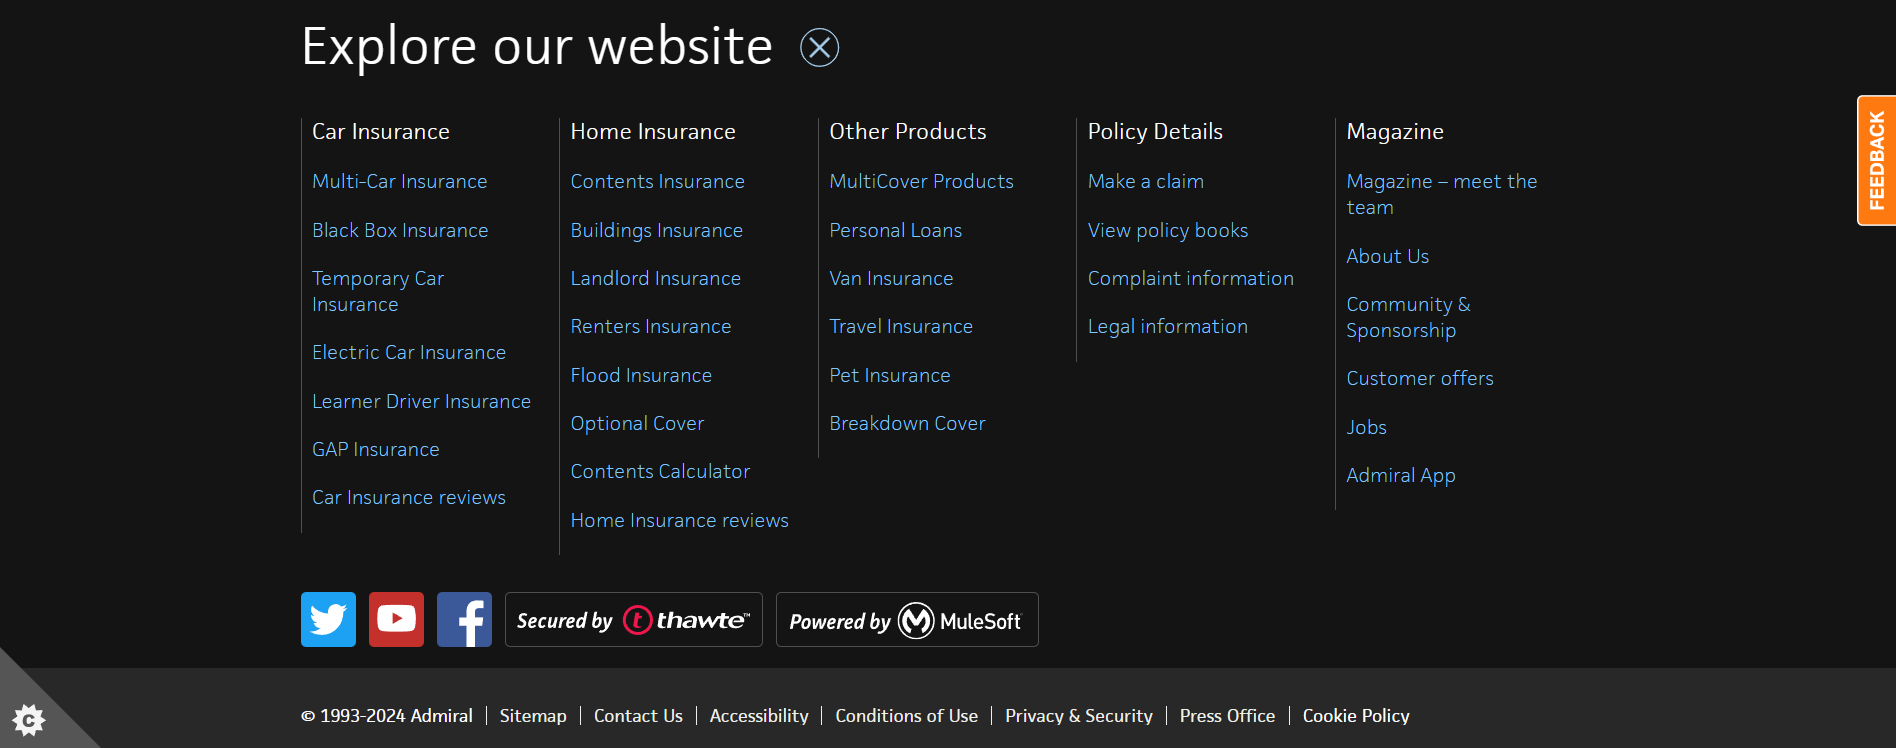 Explore our website
Car Insurance
Multi-Car Insurance
Black Box Insurance
Temporary Car
Insurance
Electric Car Insurance
Learner Driver Insurance
GAP Insurance
Car Insurance reviews
Home Insurance
Contents Insurance
Buildings Insurance
Landlord Insurance
Renters Insurance
Flood Insurance
Optional Cover
Contents Calculator
Home Insurance reviews
Other Products
MultiCover Products
Personal Loans
Van Insurance
Travel Insurance
Pet Insurance
Breakdown Cover
Policy Details
Make a claim
View policy books
Complaint information
Legal information
Magazine
Magazine – meet the
team
About Us
Community &
Sponsorship
Customer offers
Jobs
Admiral App
FEEDBACK
Secured by thawte™
Powered by MuleSoft
© 1993-2024 Admiral | Sitemap | Contact Us | Accessibility | Conditions of Use | Privacy & Security | Press Office | Cookie Policy